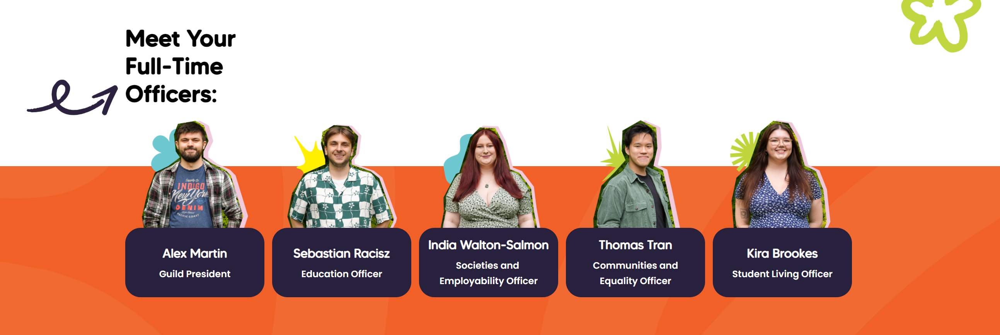 Meet Your
Full-Time
Officers:
Supply Co.
INDIGO
New York
DENIM
PACIFIC COAST
Alex Martin
Guild President
Sebastian Racisz
Education Officer
India Walton-Salmon
Societies and
Employability Officer
Thomas Tran
Communities and
Equality Officer
Kira Brookes
Student Living Officer